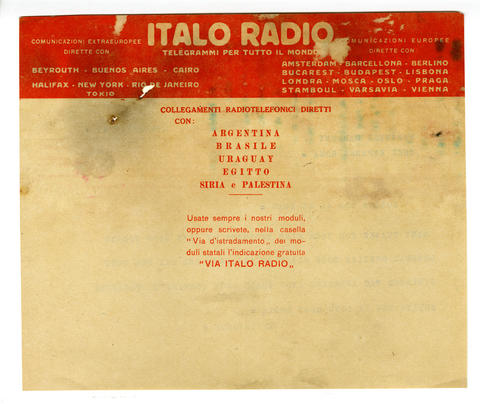 ITALO RADIO
TELEGRAMMI PER TUTTO IL MONDO
COMUNICAZIONI EXTRAEUROPEE
DIRETTE CON
BEYROUTH - BUENOS AIRES - CAIRO
HALIFAX - NEW YORK - RIO DE JANEIRO
TOKIO
COMUNICAZIONI EUROPEE
DIRETTE CON
AMSTERDAM - BARCELLONA - BERLINO
BUCAREST - BUDAPEST - LISBONA
LONDRA - MOSCA - OSLO - PRAGA
STAMBOUL - VARSAVIA - VIENNA
COLLEGAMENTI RADIOTELEFONICI DIRETTI
CON:
ARGENTINA
BRASILE
URAGUAY
EGITTO
SIRIA e PALESTINA
Usate sempre i nostri moduli,
oppure scrivete, nella casella
"Via d'istradamento„ dei mo-
duli statali l'indicazione gratuita
"VIA ITALO RADIO„